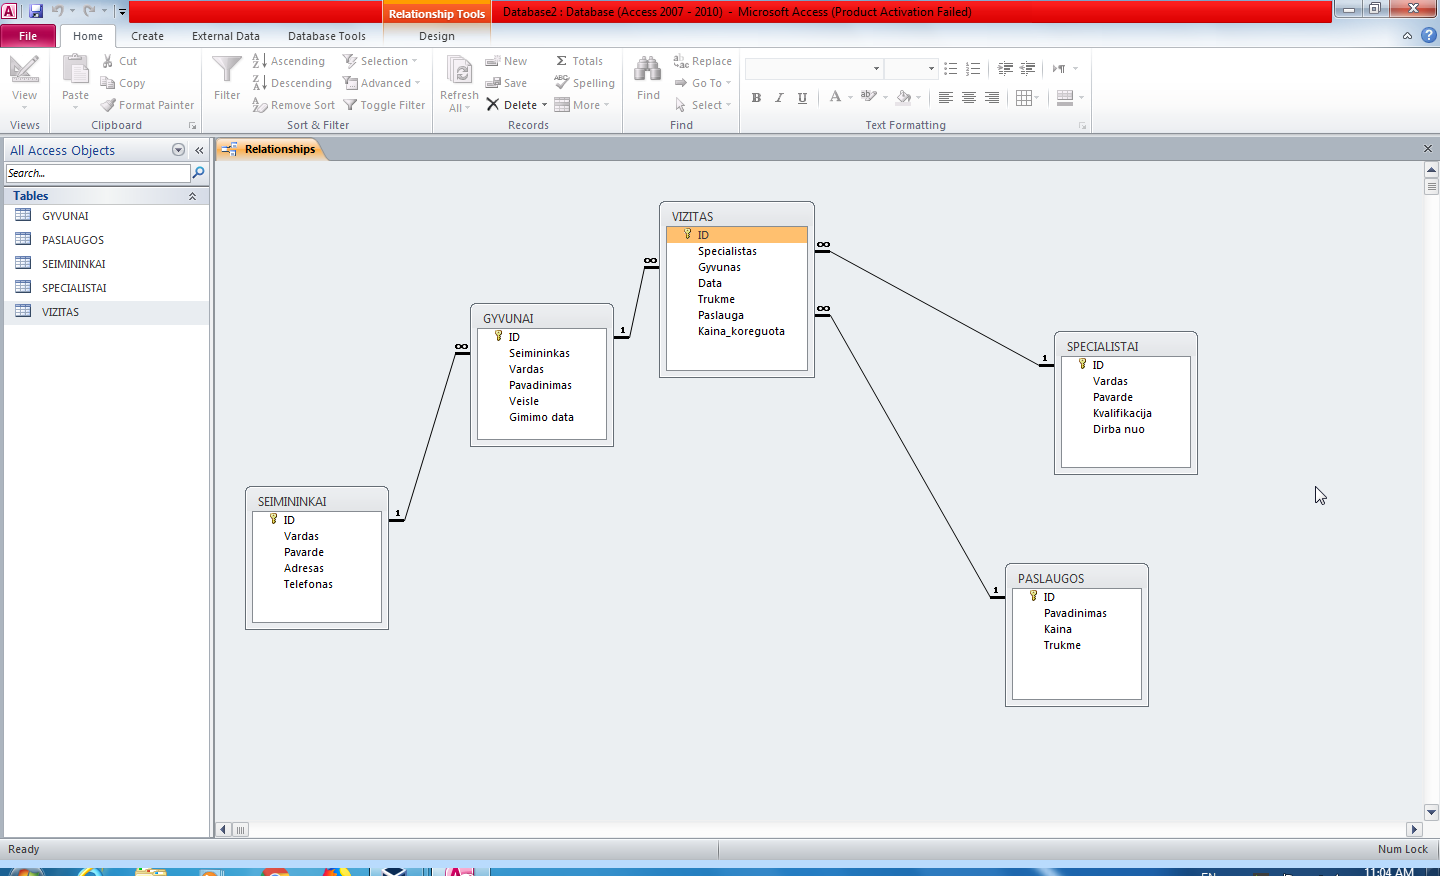 Relationship Tools
Database2 : Database (Access 2007 - 2010) - Microsoft Access (Product Activation Failed)
File
Home
Create
External Data
Database Tools
Design
View
Paste
Cut
Copy
Format Painter
Filter
Ascending
Descending
Remove Sort
Selection
Advanced
Toggle Filter
Refresh
All
New
Save
Delete
Totals
Spelling
More
Find
Replace
Go To
Select
Views
Clipboard
Sort & Filter
Records
Find
Text Formatting
All Access Objects
Search...
Tables
GYVUNAI
PASLAUGOS
SEIMININKAI
SPECIALISTAI
VIZITAS
Relationships
VIZITAS
ID
Specialistas
Gyvunas
Data
Trukme
Paslauga
Kaina_koreguota
GYVUNAI
ID
Seimininkas
Vardas
Pavadinimas
Veisle
Gimimo data
SPECIALISTAI
ID
Vardas
Pavarde
Kvalifikacija
Dirba nuo
SEIMININKAI
ID
Vardas
Pavarde
Adresas
Telefonas
PASLAUGOS
ID
Pavadinimas
Kaina
Trukme
∞
1
∞
1
∞
1
∞
1
Ready
Num Lock
11:04 AM